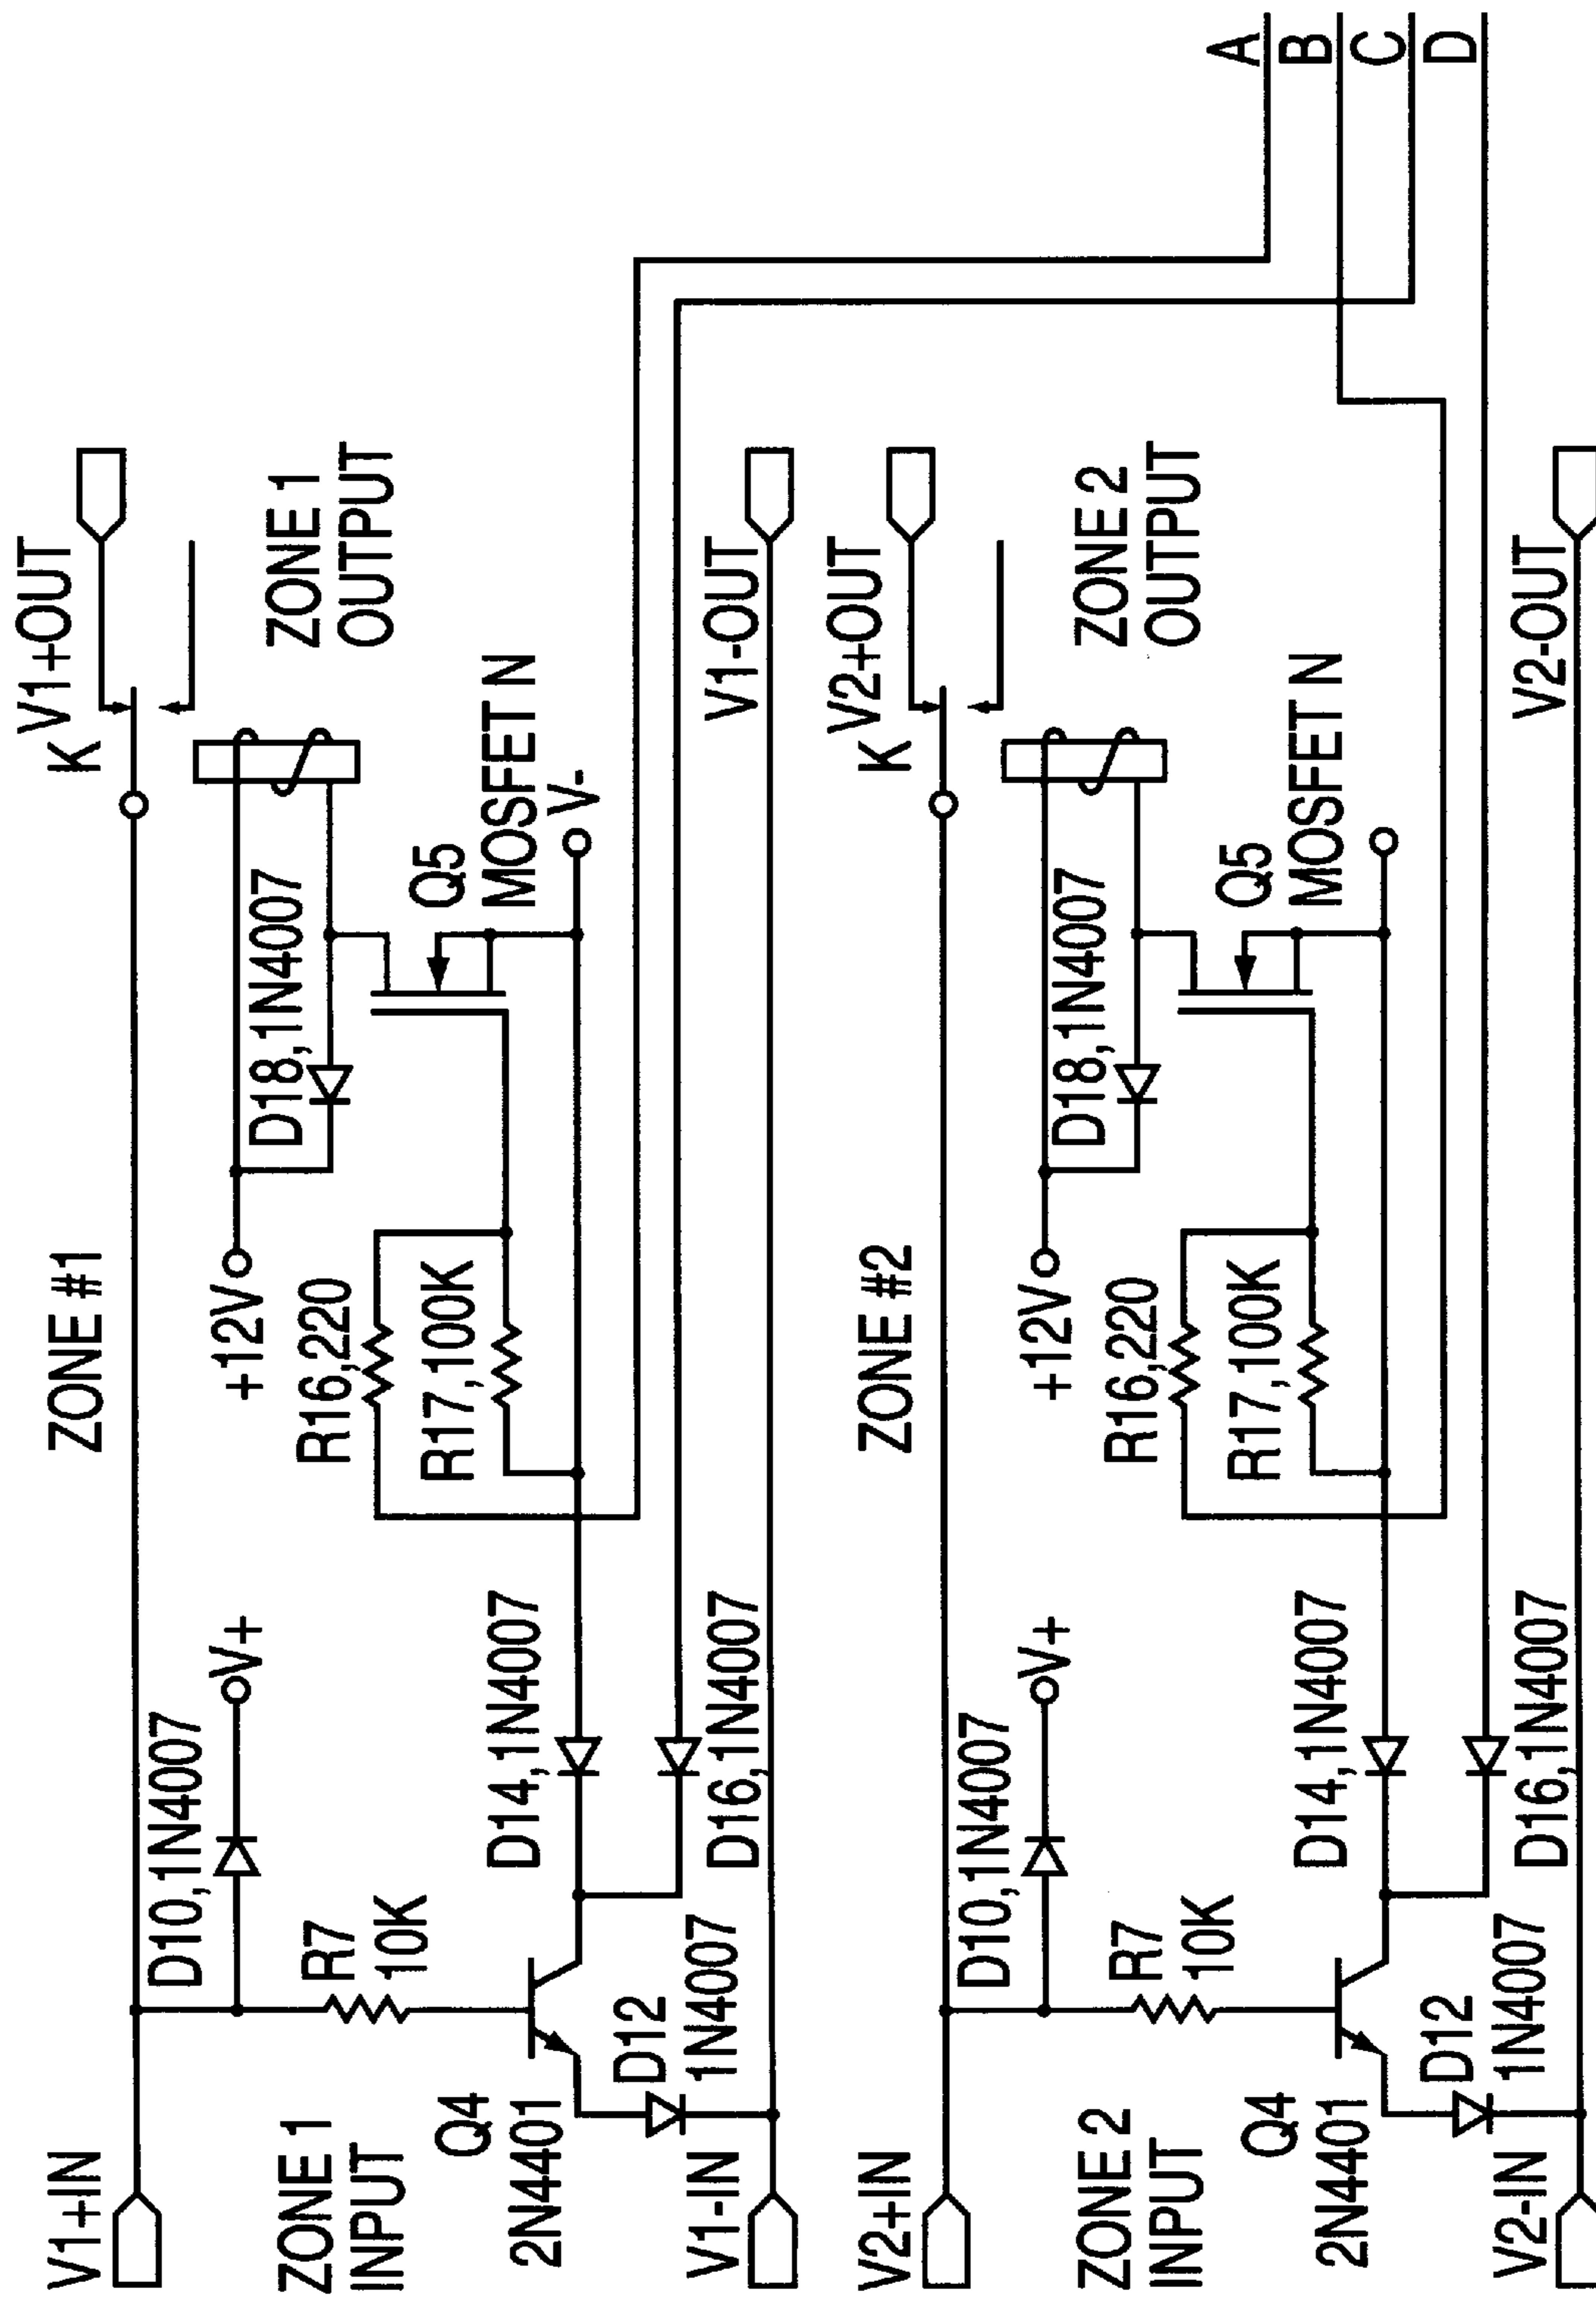 ZONE #1
V1+IN
V1+OUT
K
D10,1N4007
V+
+12V
D18,1N4007
ZONE 1
INPUT
ZONE 1
OUTPUT
R7
10K
R16,220
R17,100K
Q5
MOSFET N
V-
Q4
2N4401
D14,1N4007
D12
1N4007
D16,1N4007
V1-IN
V1-OUT
ZONE #2
V2+IN
V2+OUT
K
D10,1N4007
V+
+12V
D18,1N4007
ZONE 2
INPUT
ZONE 2
OUTPUT
R7
10K
R16,220
R17,100K
Q5
MOSFET N
Q4
2N4401
D14,1N4007
D12
1N4007
D16,1N4007
V2-IN
V2-OUT
A
B
C
D